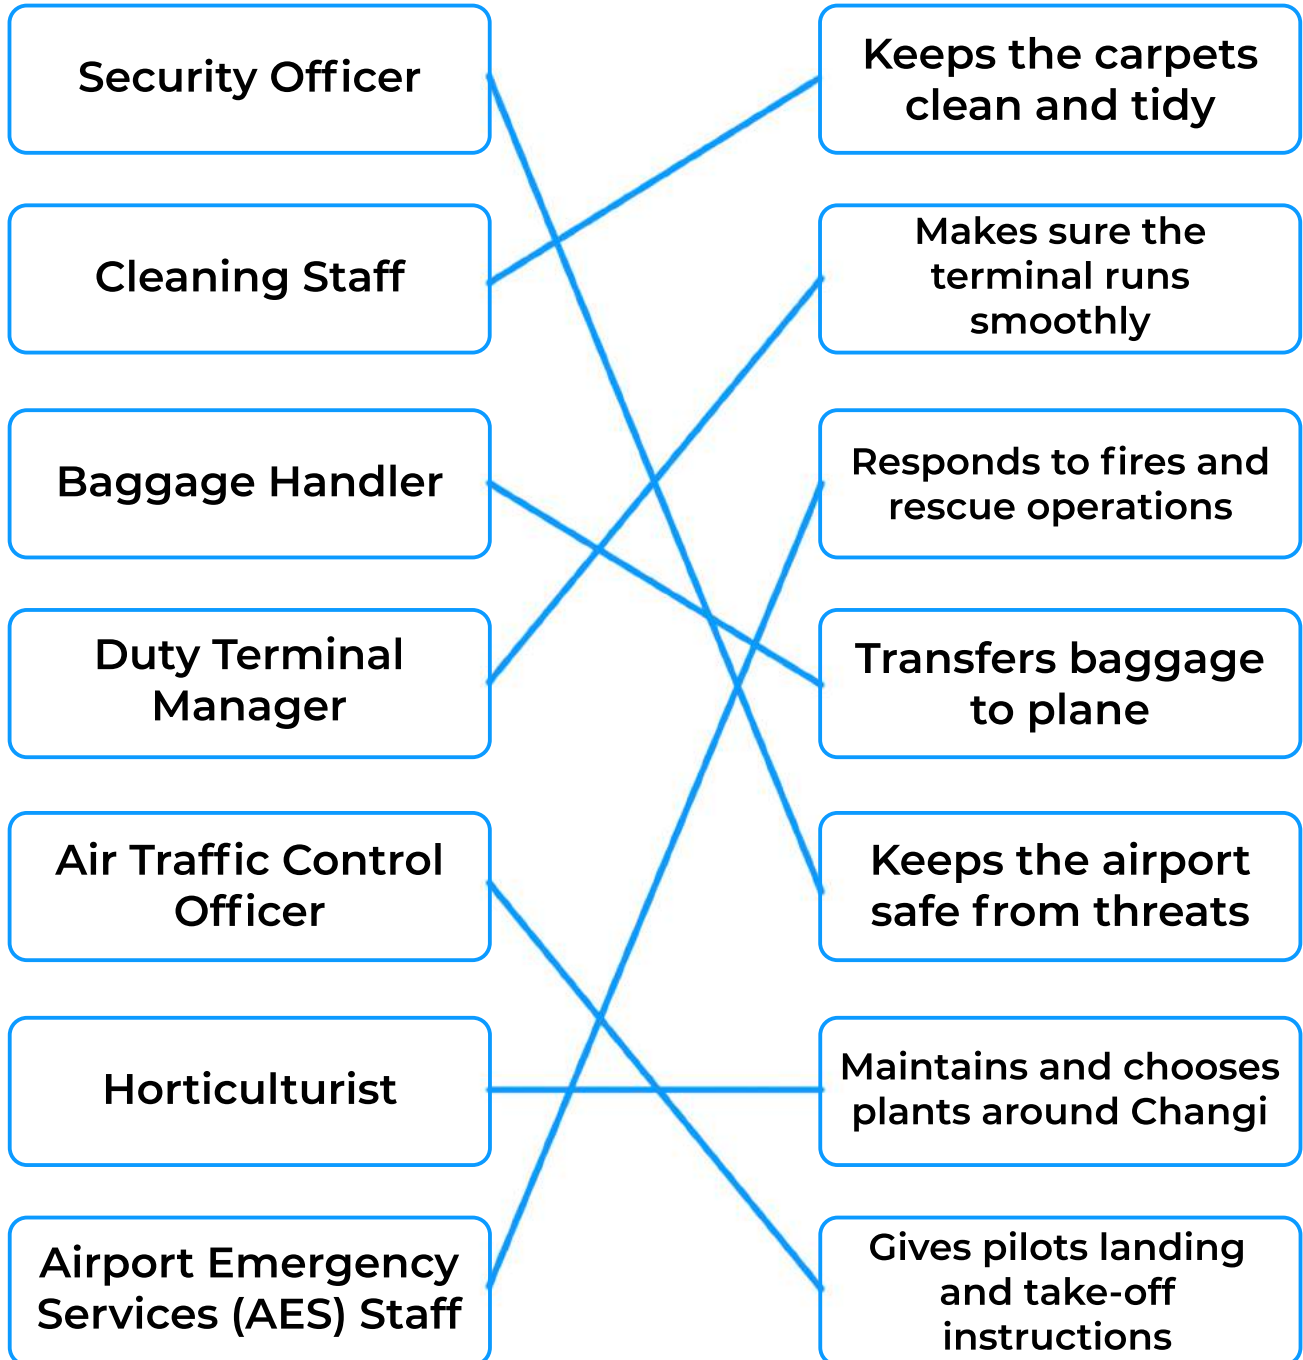 Security Officer
Keeps the carpets
clean and tidy
Cleaning Staff
Makes sure the
terminal runs
smoothly
Baggage Handler
Responds to fires and
rescue operations
Duty Terminal
Manager
Transfers baggage
to plane
Air Traffic Control
Officer
Keeps the airport
safe from threats
Horticulturist
Maintains and chooses
plants around Changi
Airport Emergency
Services (AES) Staff
Gives pilots landing
and take-off
instructions